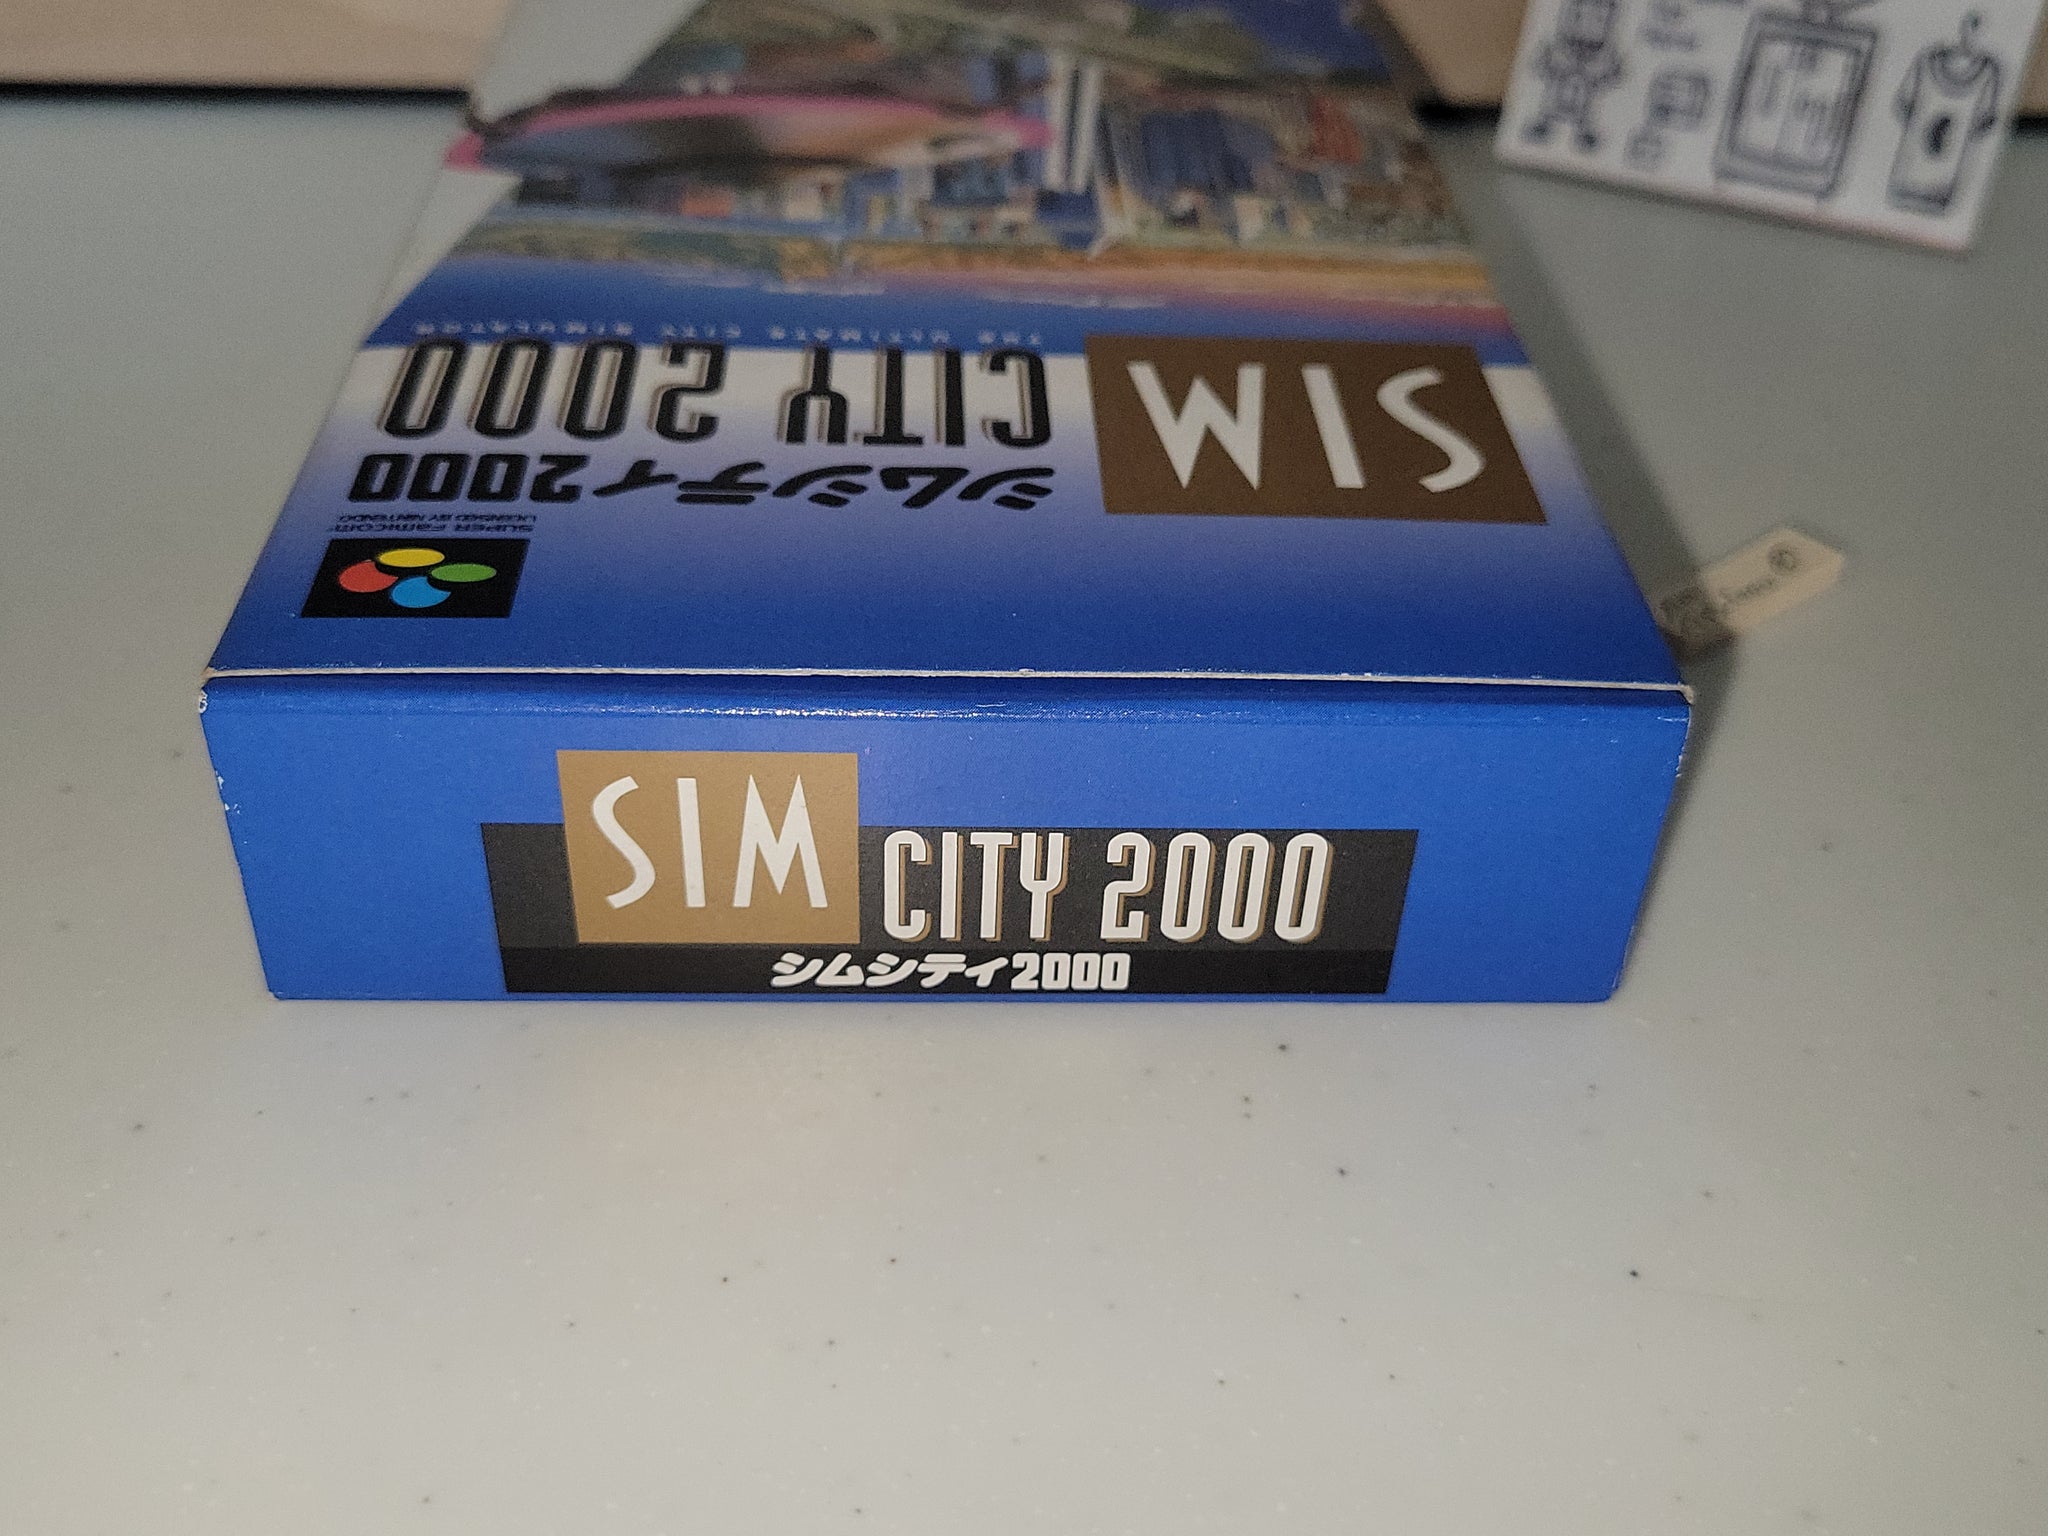 THE ULTIMATE CITY SIMULATOR
SIM
CITY 2000
シムシティ2000
SUPER FAMICOM
LICENSED BY NINTENDO
SIM CITY 2000
シムシティ2000